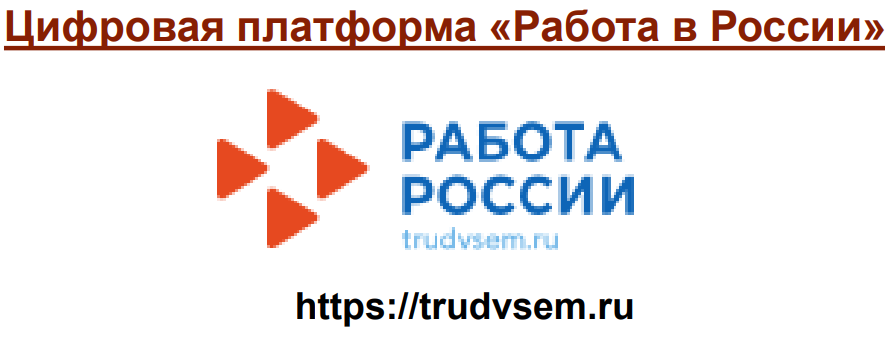 Цифровая платформа «Работа в России»
РАБОТА
РОССИИ
trudvsem.ru
https://trudvsem.ru